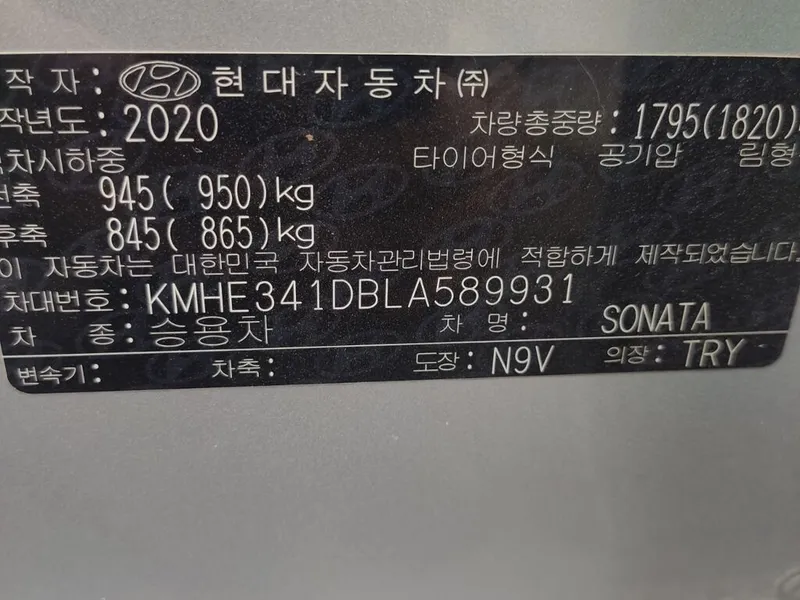 작 자 : 현대자동차㈜
작년도 : 2020 차량총중량 : 1795(1820)
차시하중 타이어형식 공기압 림형
전축 945( 950)kg
후축 845( 865)kg
이 자동차는 대한민국 자동차관리법령에 적합하게 제작되었습니다.
차대번호 : KMHE341DBLA589931
차 종 : 승용차 차 명 : SONATA
변속기 : 차축 : 도장 : N9V 의장 : TRY